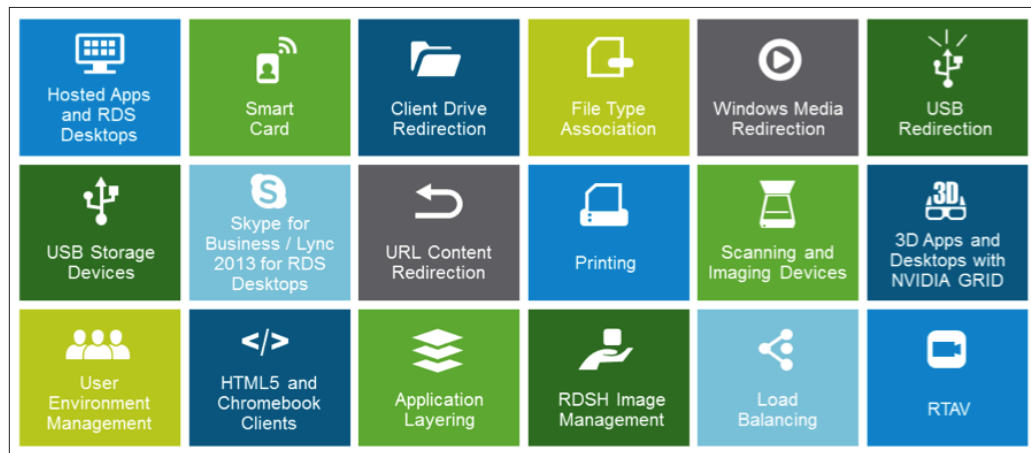 Hosted Apps
and RDS
Desktops
Smart
Card
Client Drive
Redirection
File Type
Association
Windows Media
Redirection
USB
Redirection
USB Storage
Devices
S
Skype for
Business / Lync
2013 for RDS
Desktops
URL Content
Redirection
Printing
Scanning and
Imaging Devices
3D
3D Apps and
Desktops with
NVIDIA GRID
User
Environment
Management
</>
HTML5 and
Chromebook
Clients
Application
Layering
RDSH Image
Management
Load
Balancing
RTAV